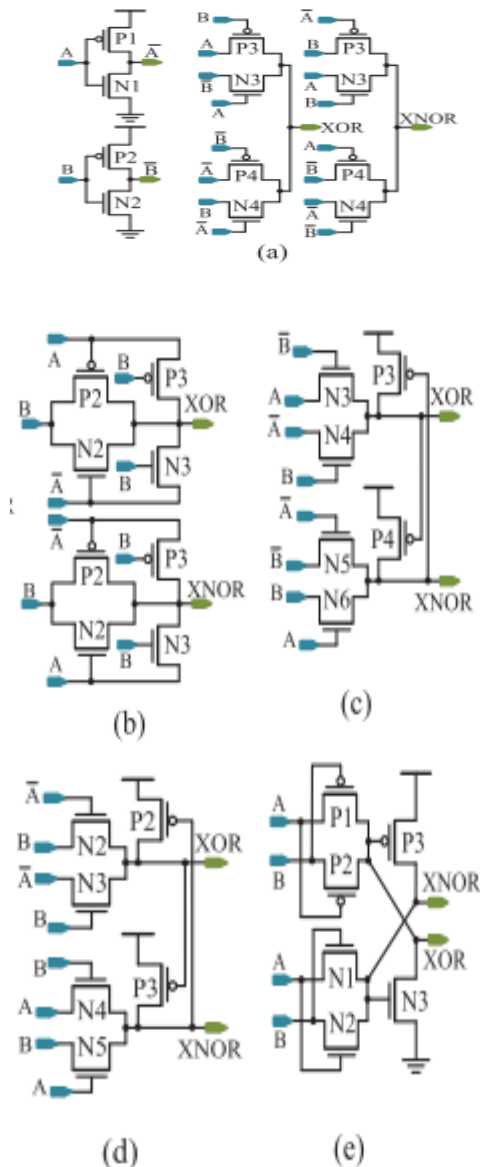 P1
A
A̅
N1
P2
B
B̅
N2
B
A P3
B̅ N3
A
XOR
B̅
A̅ P4
B N4
A̅
A̅
B P3
A N3
B
XNOR
A
B̅ P4
A̅ N4
B̅
(a)
A
B P3
P2
XOR
B
N2
N3
A̅ B
A̅
B P3
P2
XNOR
B
N2
N3
A B
(b)
B̅ P3
A N3
XOR
A̅ N4
B
A̅ P4
B̅ N5
XNOR
B N6
A
(c)
A̅ P2
B N2
XOR
A̅ N3
B
B P3
A N4
B N5
XNOR
A
(d)
A P1
P3
B P2
XNOR
XOR
A N1
N3
B N2
(e)